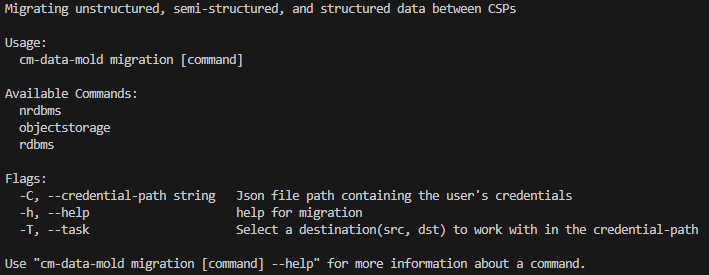 Migrating unstructured, semi-structured, and structured data between CSPs
Usage:
cm-data-mold migration [command]
Available Commands:
nrdbms
objectstorage
rdbms
Flags:
-C, --credential-path string   Json file path containing the user's credentials
-h, --help                     help for migration
-T, --task                     Select a destination(src, dst) to work with in the credential-path
Use "cm-data-mold migration [command] --help" for more information about a command.